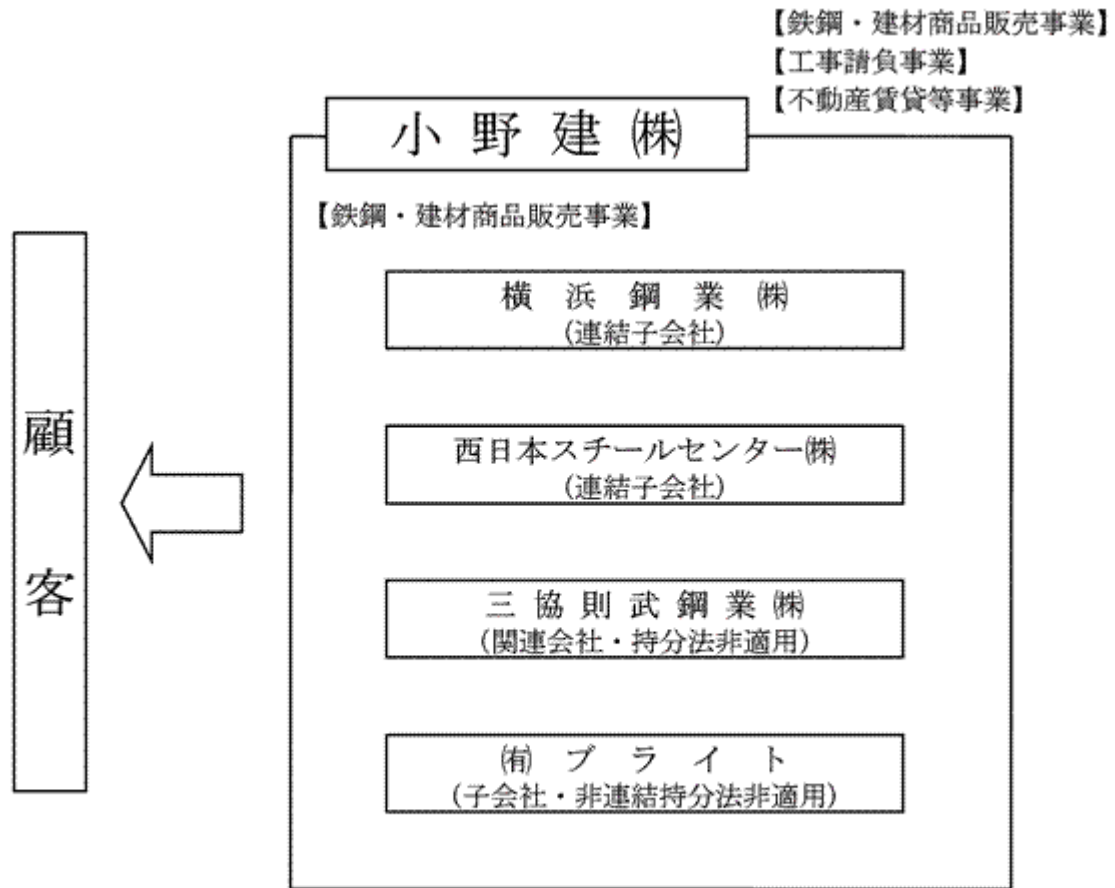 【鉄鋼・建材商品販売事業】
【工事請負事業】
【不動産賃貸等事業】
小野建㈱
【鉄鋼・建材商品販売事業】
横浜鋼業㈱
(連結子会社)
西日本スチールセンター㈱
(連結子会社)
三協則武鋼業㈱
(関連会社・持分法非適用)
㈲ブライト
(子会社・非連結持分法非適用)
顧客